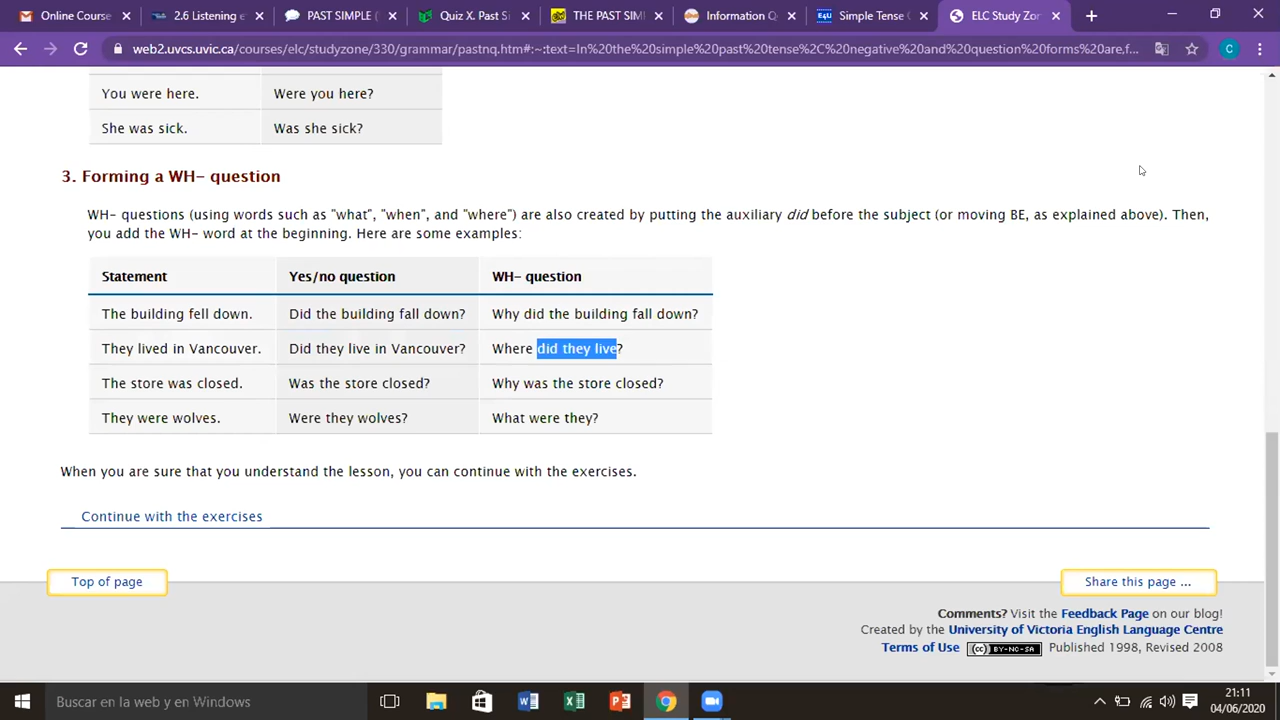 Online Course
2.6 Listening e
PAST SIMPLE (
Quiz X. Past S
THE PAST SIM
Information Q
Simple Tense C
ELC Study Zo
web2.uvcs.uvic.ca/courses/elc/studyzone/330/grammar/pastnq.htm#:~:text=In%20the%20simple%20past%20tense%2C%20negative%20and%20question%20forms%20are,f...
C
You were here. Were you here?
She was sick. Was she sick?
3. Forming a WH- question
WH- questions (using words such as "what", "when", and "where") are also created by putting the auxiliary did before the subject (or moving BE, as explained above). Then,
you add the WH- word at the beginning. Here are some examples:
Statement Yes/no question WH- question
The building fell down. Did the building fall down? Why did the building fall down?
They lived in Vancouver. Did they live in Vancouver? Where did they live?
The store was closed. Was the store closed? Why was the store closed?
They were wolves. Were they wolves? What were they?
When you are sure that you understand the lesson, you can continue with the exercises.
Continue with the exercises
Top of page
Share this page ...
Comments? Visit the Feedback Page on our blog!
Created by the University of Victoria English Language Centre
Terms of Use (cc) BY-NC-SA Published 1998, Revised 2008
Buscar en la web y en Windows
21:11
04/06/2020